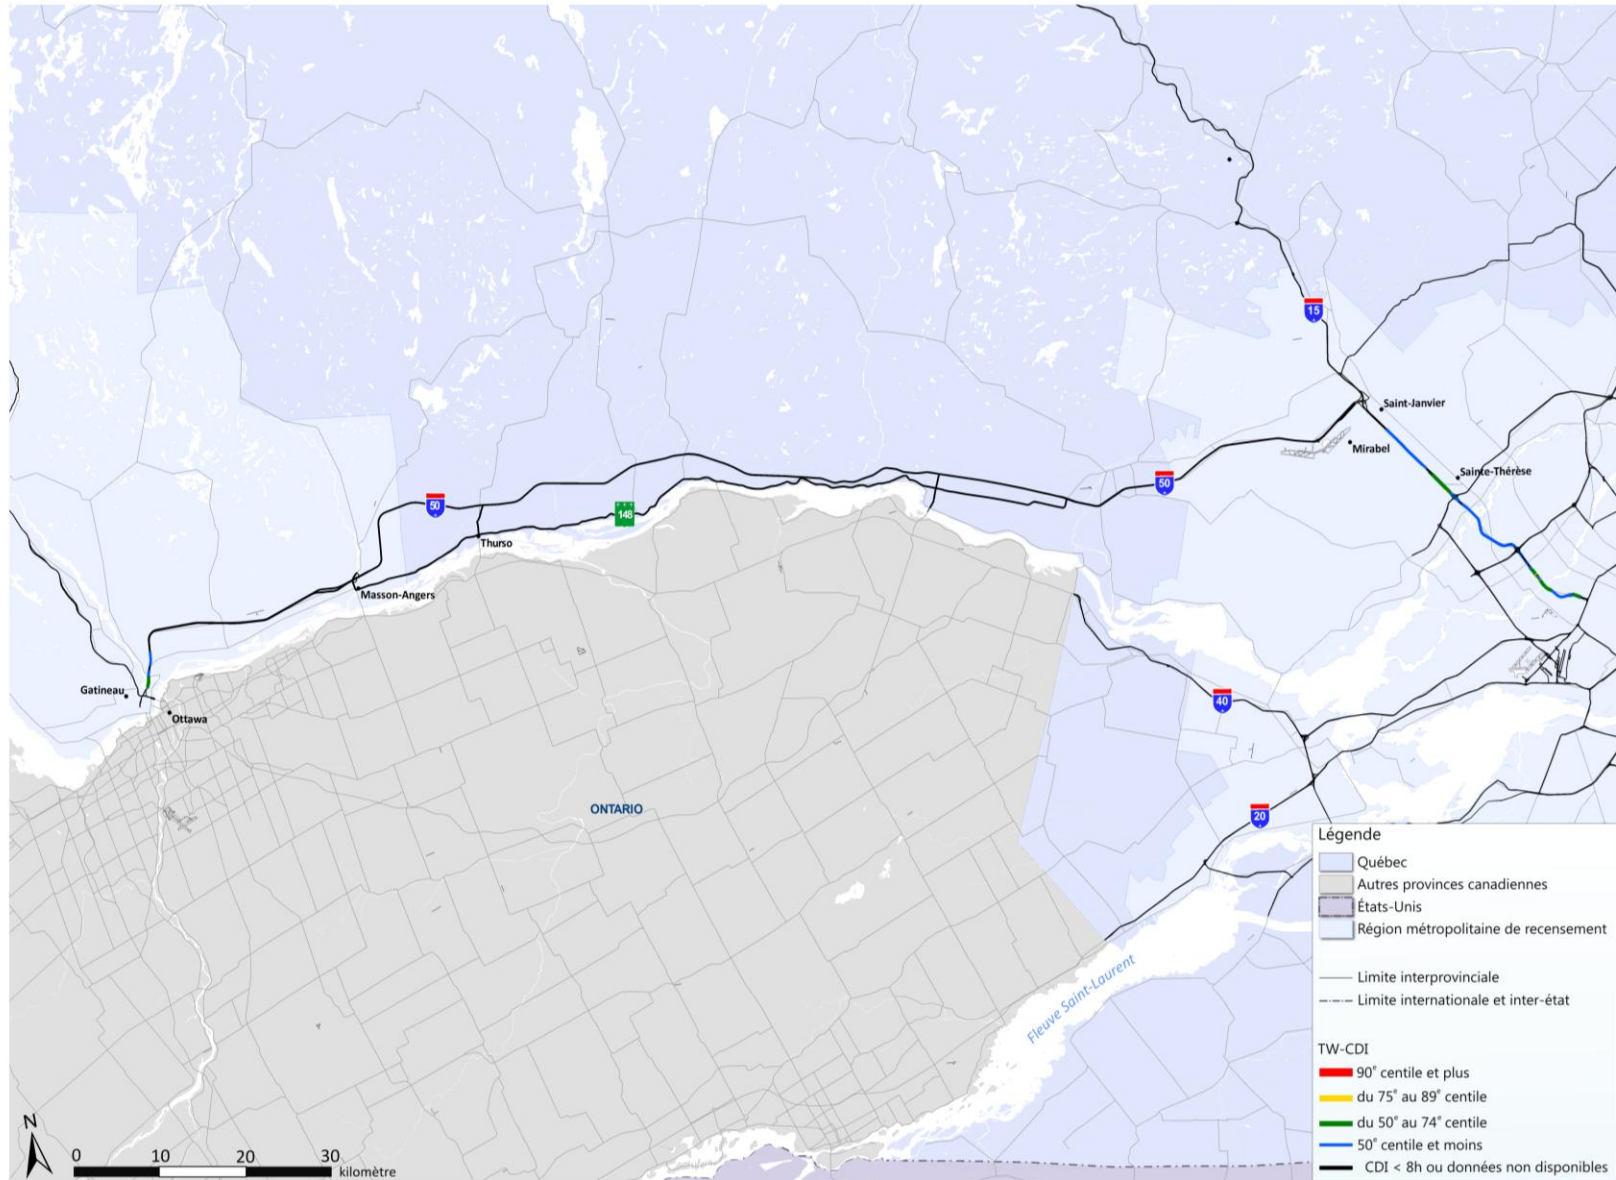 15
Saint-Janvier
Mirabel
Sainte-Thérèse
50
50
148
Thurso
Masson-Angers
Gatineau
Ottawa
40
ONTARIO
20
Fleuve Saint-Laurent
Légende
Québec
Autres provinces canadiennes
États-Unis
Région métropolitaine de recensement
Limite interprovinciale
Limite internationale et inter-état
TW-CDI
90e centile et plus
du 75e au 89e centile
du 50e au 74e centile
50e centile et moins
CDI < 8h ou données non disponibles
N
0 10 20 30
kilomètre